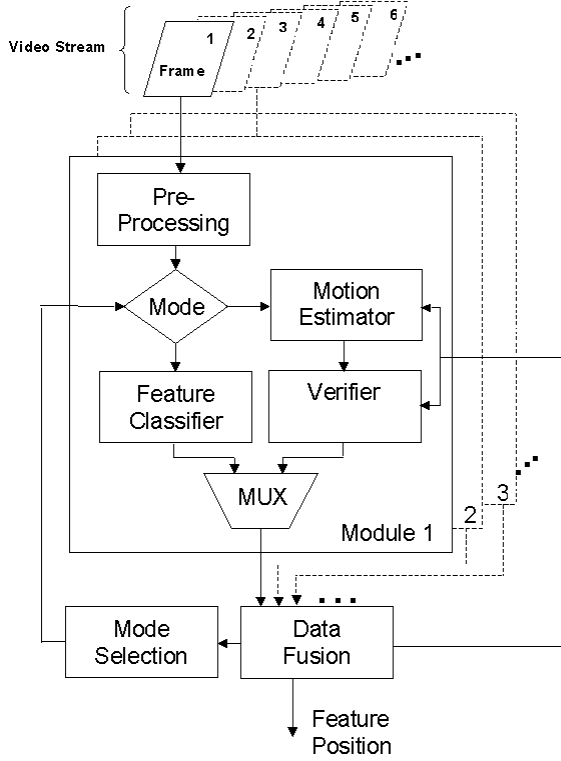 Video Stream
Frame
1
2
3
4
5
6
...
Pre-
Processing
Mode
Motion
Estimator
Feature
Classifier
Verifier
MUX
Module 1
2
3
...
...
Mode
Selection
Data
Fusion
Feature
Position